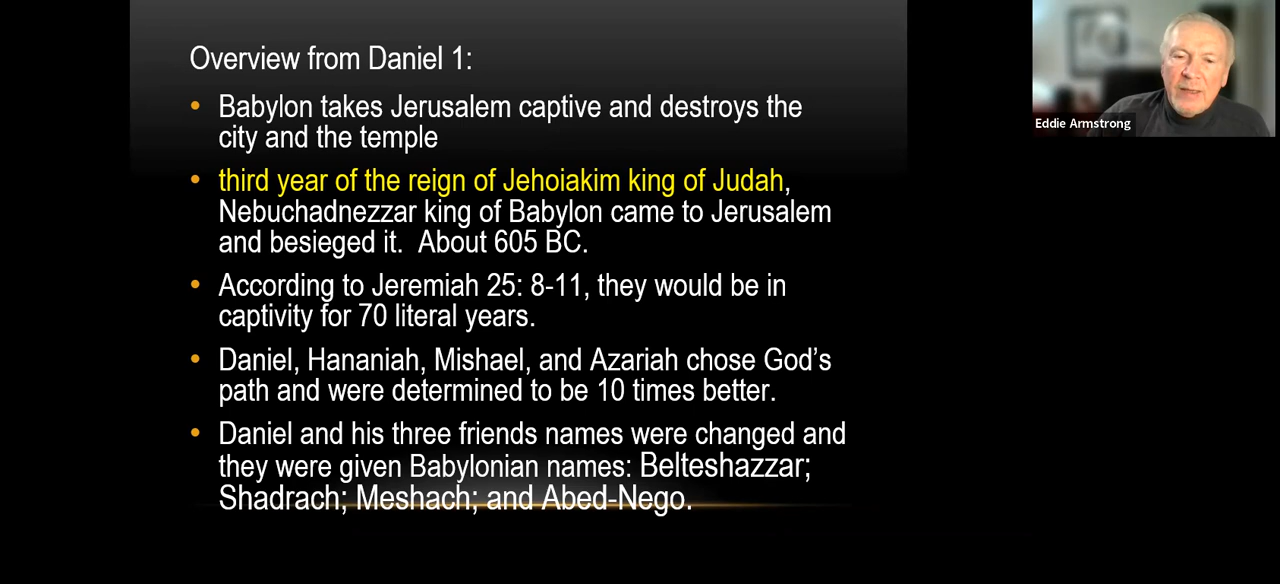 Overview from Daniel 1:
• Babylon takes Jerusalem captive and destroys the
city and the temple
• third year of the reign of Jehoiakim king of Judah,
Nebuchadnezzar king of Babylon came to Jerusalem
and besieged it.  About 605 BC.
• According to Jeremiah 25: 8-11, they would be in
captivity for 70 literal years.
• Daniel, Hananiah, Mishael, and Azariah chose God’s
path and were determined to be 10 times better.
• Daniel and his three friends names were changed and
they were given Babylonian names: Belteshazzar;
Shadrach; Meshach; and Abed-Nego.
Eddie Armstrong